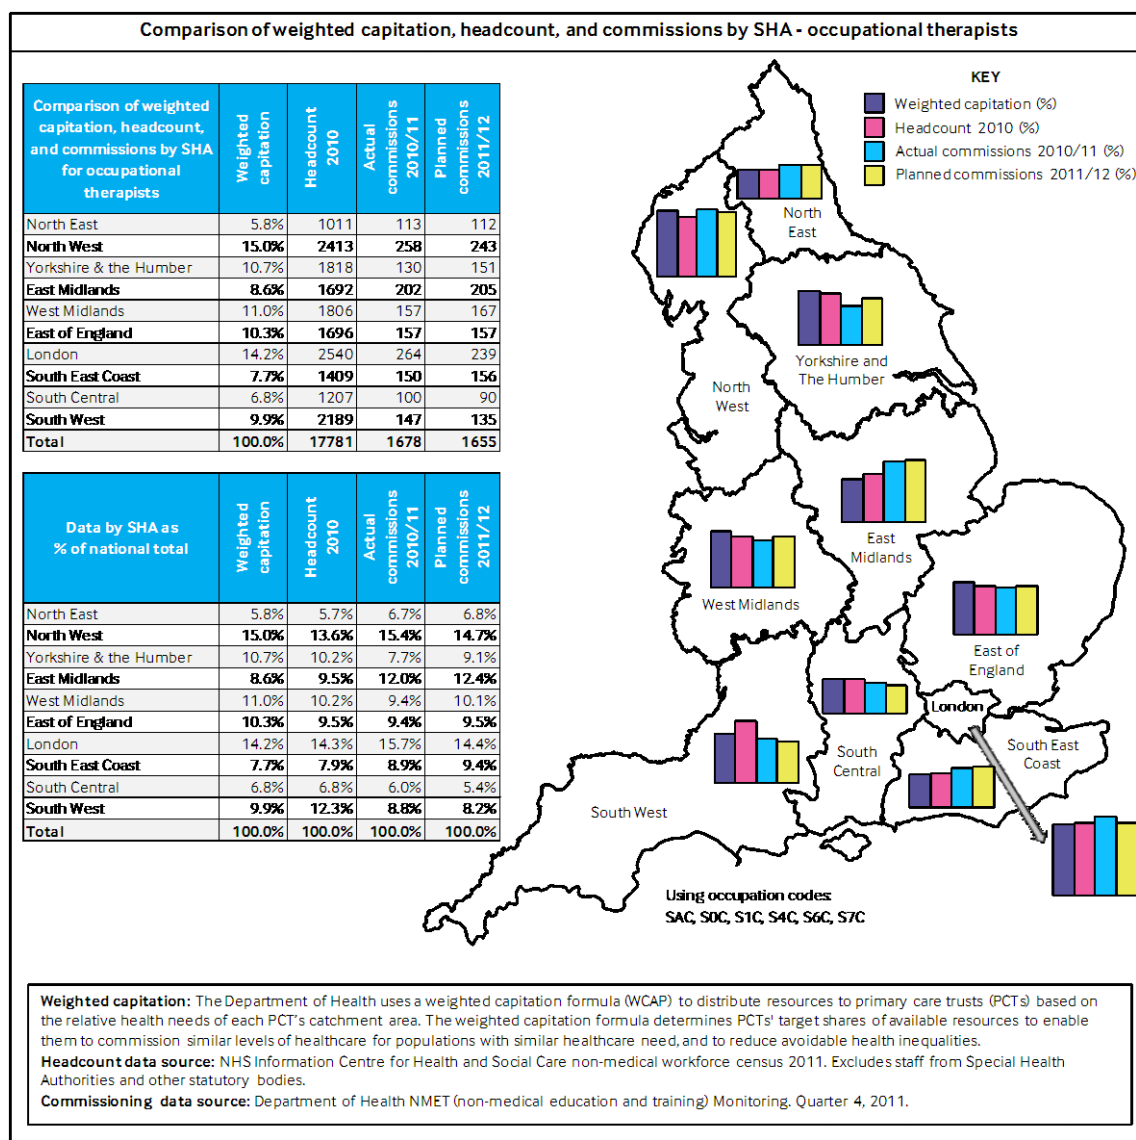 Comparison of weighted capitation, headcount, and commissions by SHA - occupational therapists
Comparison of weighted
capitation, headcount,
and commissions by SHA
for occupational
therapists
Weighted
capitation
Headcount
2010
Actual
commissions
2010/11
Planned
commissions
2011/12
North East 5.8% 1011 113 112
North West 15.0% 2413 258 243
Yorkshire & the Humber 10.7% 1818 130 151
East Midlands 8.6% 1692 202 205
West Midlands 11.0% 1806 157 167
East of England 10.3% 1696 157 157
London 14.2% 2540 264 239
South East Coast 7.7% 1409 150 156
South Central 6.8% 1207 100 90
South West 9.9% 2189 147 135
Total 100.0% 17781 1678 1655
Data by SHA as
% of national total
Weighted
capitation
Headcount
2010
Actual
commissions
2010/11
Planned
commissions
2011/12
North East 5.8% 5.7% 6.7% 6.8%
North West 15.0% 13.6% 15.4% 14.7%
Yorkshire & the Humber 10.7% 10.2% 7.7% 9.1%
East Midlands 8.6% 9.5% 12.0% 12.4%
West Midlands 11.0% 10.2% 9.4% 10.1%
East of England 10.3% 9.5% 9.4% 9.5%
London 14.2% 14.3% 15.7% 14.4%
South East Coast 7.7% 7.9% 8.9% 9.4%
South Central 6.8% 6.8% 6.0% 5.4%
South West 9.9% 12.3% 8.8% 8.2%
Total 100.0% 100.0% 100.0% 100.0%
KEY
Weighted capitation (%)
Headcount 2010 (%)
Actual commissions 2010/11 (%)
Planned commissions 2011/12 (%)
North
East
Yorkshire and
The Humber
North
West
East
Midlands
West Midlands
East of
England
London
South East
Coast
South
Central
South West
Using occupation codes:
SAC, S0C, S1C, S4C, S6C, S7C
Weighted capitation: The Department of Health uses a weighted capitation formula (WCAP) to distribute resources to primary care trusts (PCTs) based on
the relative health needs of each PCT's catchment area. The weighted capitation formula determines PCTs' target shares of available resources to enable
them to commission similar levels of healthcare for populations with similar healthcare need, and to reduce avoidable health inequalities.
Headcount data source: NHS Information Centre for Health and Social Care non-medical workforce census 2011. Excludes staff from Special Health
Authorities and other statutory bodies.
Commissioning data source: Department of Health NMET (non-medical education and training) Monitoring. Quarter 4, 2011.